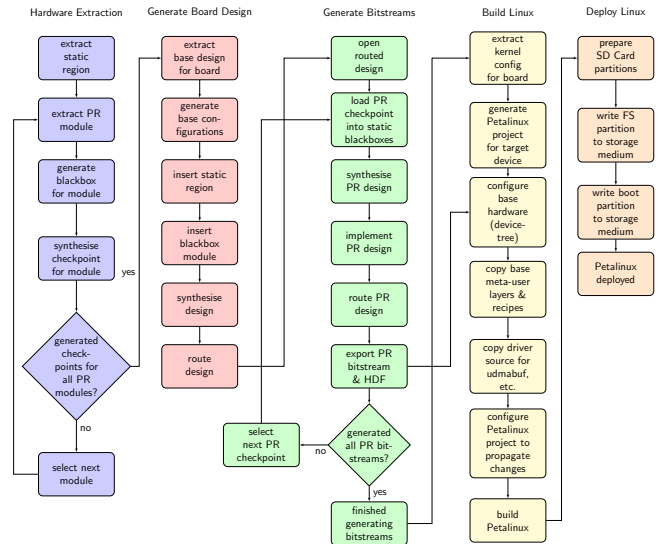 Hardware Extraction
extract
static
region
extract PR
module
generate
blackbox
for module
synthesise
checkpoint
for module
yes
generated
check-
points for
all PR
modules?
no
select next
module
Generate Board Design
extract
base design
for board
generate
base con-
figurations
insert static
region
insert
blackbox
module
synthesise
design
route
design
Generate Bitstreams
open
routed
design
load PR
checkpoint
into static
blackboxes
synthesise
PR design
implement
PR design
route PR
design
export PR
bitstream
& HDF
generated
all PR bit-
streams?
no
select
next PR
checkpoint
yes
finished
generating
bitstreams
Build Linux
extract
kernel
config
for board
generate
Petalinux
project
for target
device
configure
base
hardware
(device-
tree)
copy base
meta-user
layers &
recipes
copy driver
source for
udmabuf,
etc.
configure
Petalinux
project to
propagate
changes
build
Petalinux
Deploy Linux
prepare
SD Card
partitions
write FS
partition
to storage
medium
write boot
partition
to storage
medium
Petalinux
deployed